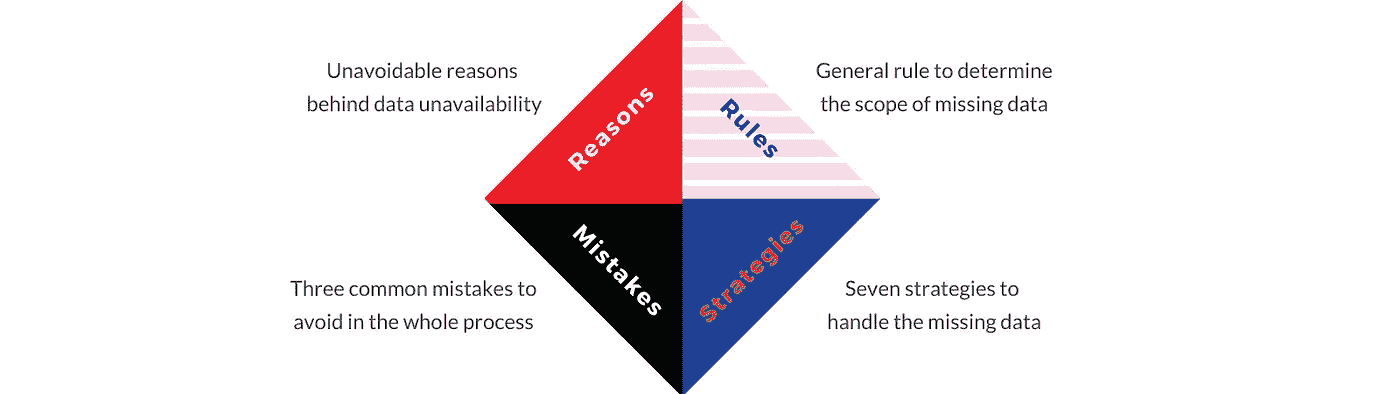 Unavoidable reasons
behind data unavailability
Reasons
Rules
General rule to determine
the scope of missing data
Three common mistakes to
avoid in the whole process
Mistakes
Strategies
Seven strategies to
handle the missing data